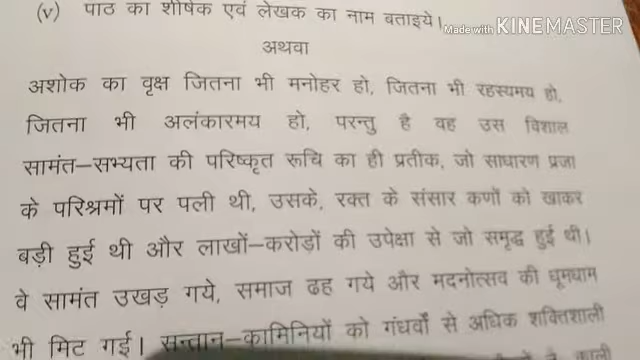 (v) पाठ का शीर्षक एवं लेखक का नाम बताइये।
Made with KINEMASTER
अथवा
अशोक का वृक्ष जितना भी मनोहर हो, जितना भी रहस्यमय हो,
जितना भी अलंकारमय हो, परन्तु है वह उस विशाल
सामंत–सभ्यता की परिष्कृत रूचि का ही प्रतीक, जो साधारण प्रजा
के परिश्रमों पर पली थी, उसके, रक्त के संसार कणों को खाकर
बड़ी हुई थी और लाखों–करोड़ों की उपेक्षा से जो समृद्ध हुई थी।
वे सामंत उखड़ गये, समाज ढह गये और मदनोत्सव की धूमधाम
भी मिट गई। सन्तान–कामिनियों को गंधर्वों से अधिक शक्तिशाली